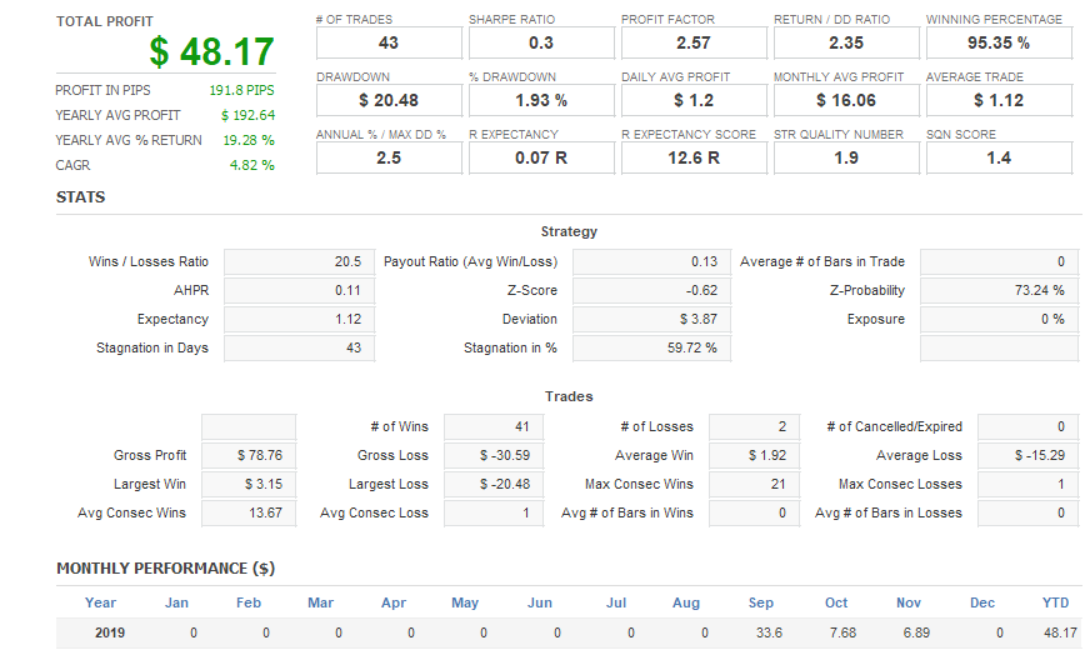 TOTAL PROFIT
$ 48.17
PROFIT IN PIPS 191.8 PIPS
YEARLY AVG PROFIT $ 192.64
YEARLY AVG % RETURN 19.28 %
CAGR 4.82 %
# OF TRADES SHARPE RATIO PROFIT FACTOR RETURN / DD RATIO WINNING PERCENTAGE
43 0.3 2.57 2.35 95.35 %
DRAWDOWN % DRAWDOWN DAILY AVG PROFIT MONTHLY AVG PROFIT AVERAGE TRADE
$ 20.48 1.93 % $ 1.2 $ 16.06 $ 1.12
ANNUAL % / MAX DD % R EXPECTANCY R EXPECTANCY SCORE STR QUALITY NUMBER SQN SCORE
2.5 0.07 R 12.6 R 1.9 1.4
STATS
Strategy
Wins / Losses Ratio 20.5 Payout Ratio (Avg Win/Loss) 0.13 Average # of Bars in Trade 0
AHPR 0.11 Z-Score -0.62 Z-Probability 73.24 %
Expectancy 1.12 Deviation $ 3.87 Exposure 0 %
Stagnation in Days 43 Stagnation in % 59.72 %
Trades
# of Wins 41 # of Losses 2 # of Cancelled/Expired 0
Gross Profit $ 78.76 Gross Loss $ -30.59 Average Win $ 1.92 Average Loss $ -15.29
Largest Win $ 3.15 Largest Loss $ -20.48 Max Consec Wins 21 Max Consec Losses 1
Avg Consec Wins 13.67 Avg Consec Loss 1 Avg # of Bars in Wins 0 Avg # of Bars in Losses 0
MONTHLY PERFORMANCE ($)
Year Jan Feb Mar Apr May Jun Jul Aug Sep Oct Nov Dec YTD
2019 0 0 0 0 0 0 0 0 33.6 7.68 6.89 0 48.17